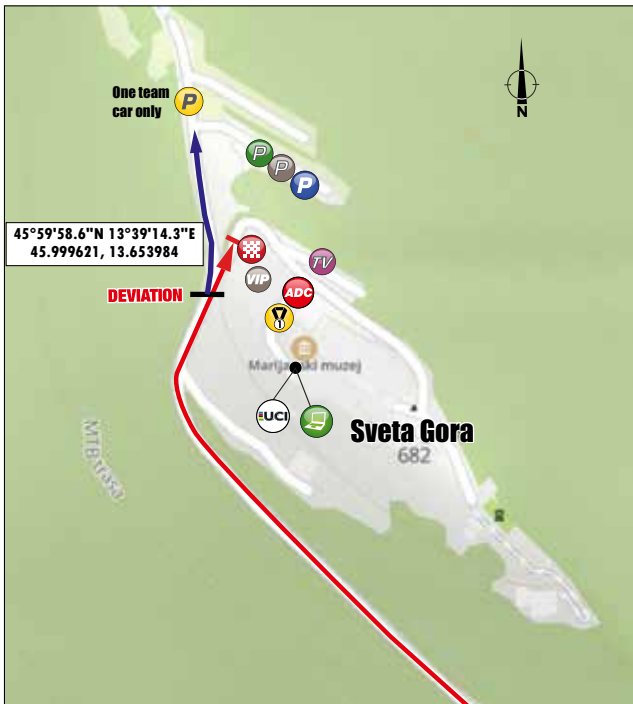 One team
car only
P
N
P
P
P
45°59'58.6"N 13°39'14.3"E
45.999621, 13.653984
TV
VIP
DEVIATION
ADC
1
Marijanski muzej
UCI
Sveta Gora
682
MTB trasa